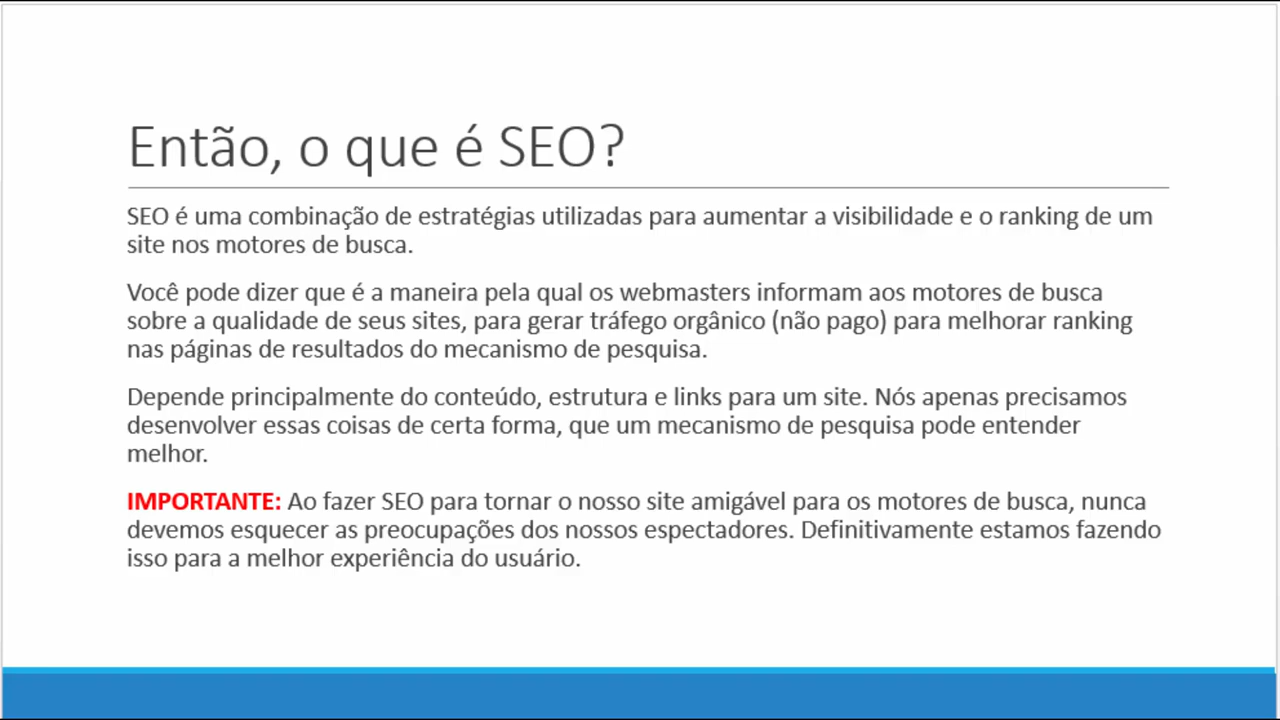 Então, o que é SEO?
SEO é uma combinação de estratégias utilizadas para aumentar a visibilidade e o ranking de um
site nos motores de busca.
Você pode dizer que é a maneira pela qual os webmasters informam aos motores de busca
sobre a qualidade de seus sites, para gerar tráfego orgânico (não pago) para melhorar ranking
nas páginas de resultados do mecanismo de pesquisa.
Depende principalmente do conteúdo, estrutura e links para um site. Nós apenas precisamos
desenvolver essas coisas de certa forma, que um mecanismo de pesquisa pode entender
melhor.
IMPORTANTE: Ao fazer SEO para tornar o nosso site amigável para os motores de busca, nunca
devemos esquecer as preocupações dos nossos espectadores. Definitivamente estamos fazendo
isso para a melhor experiência do usuário.